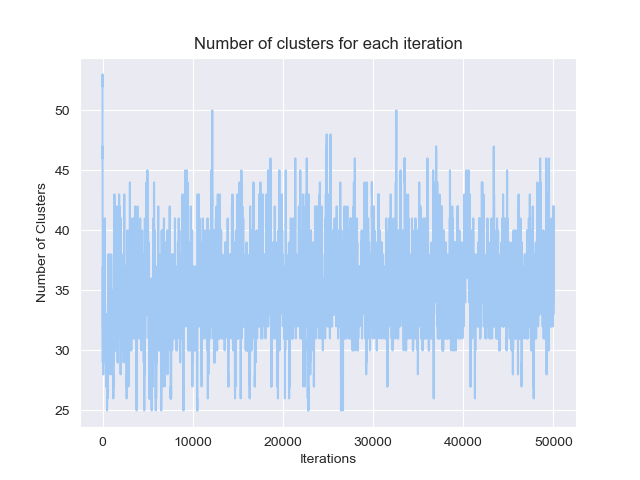 Number of clusters for each iteration
50
45
40
35
30
25
Number of Clusters
0 10000 20000 30000 40000 50000
Iterations